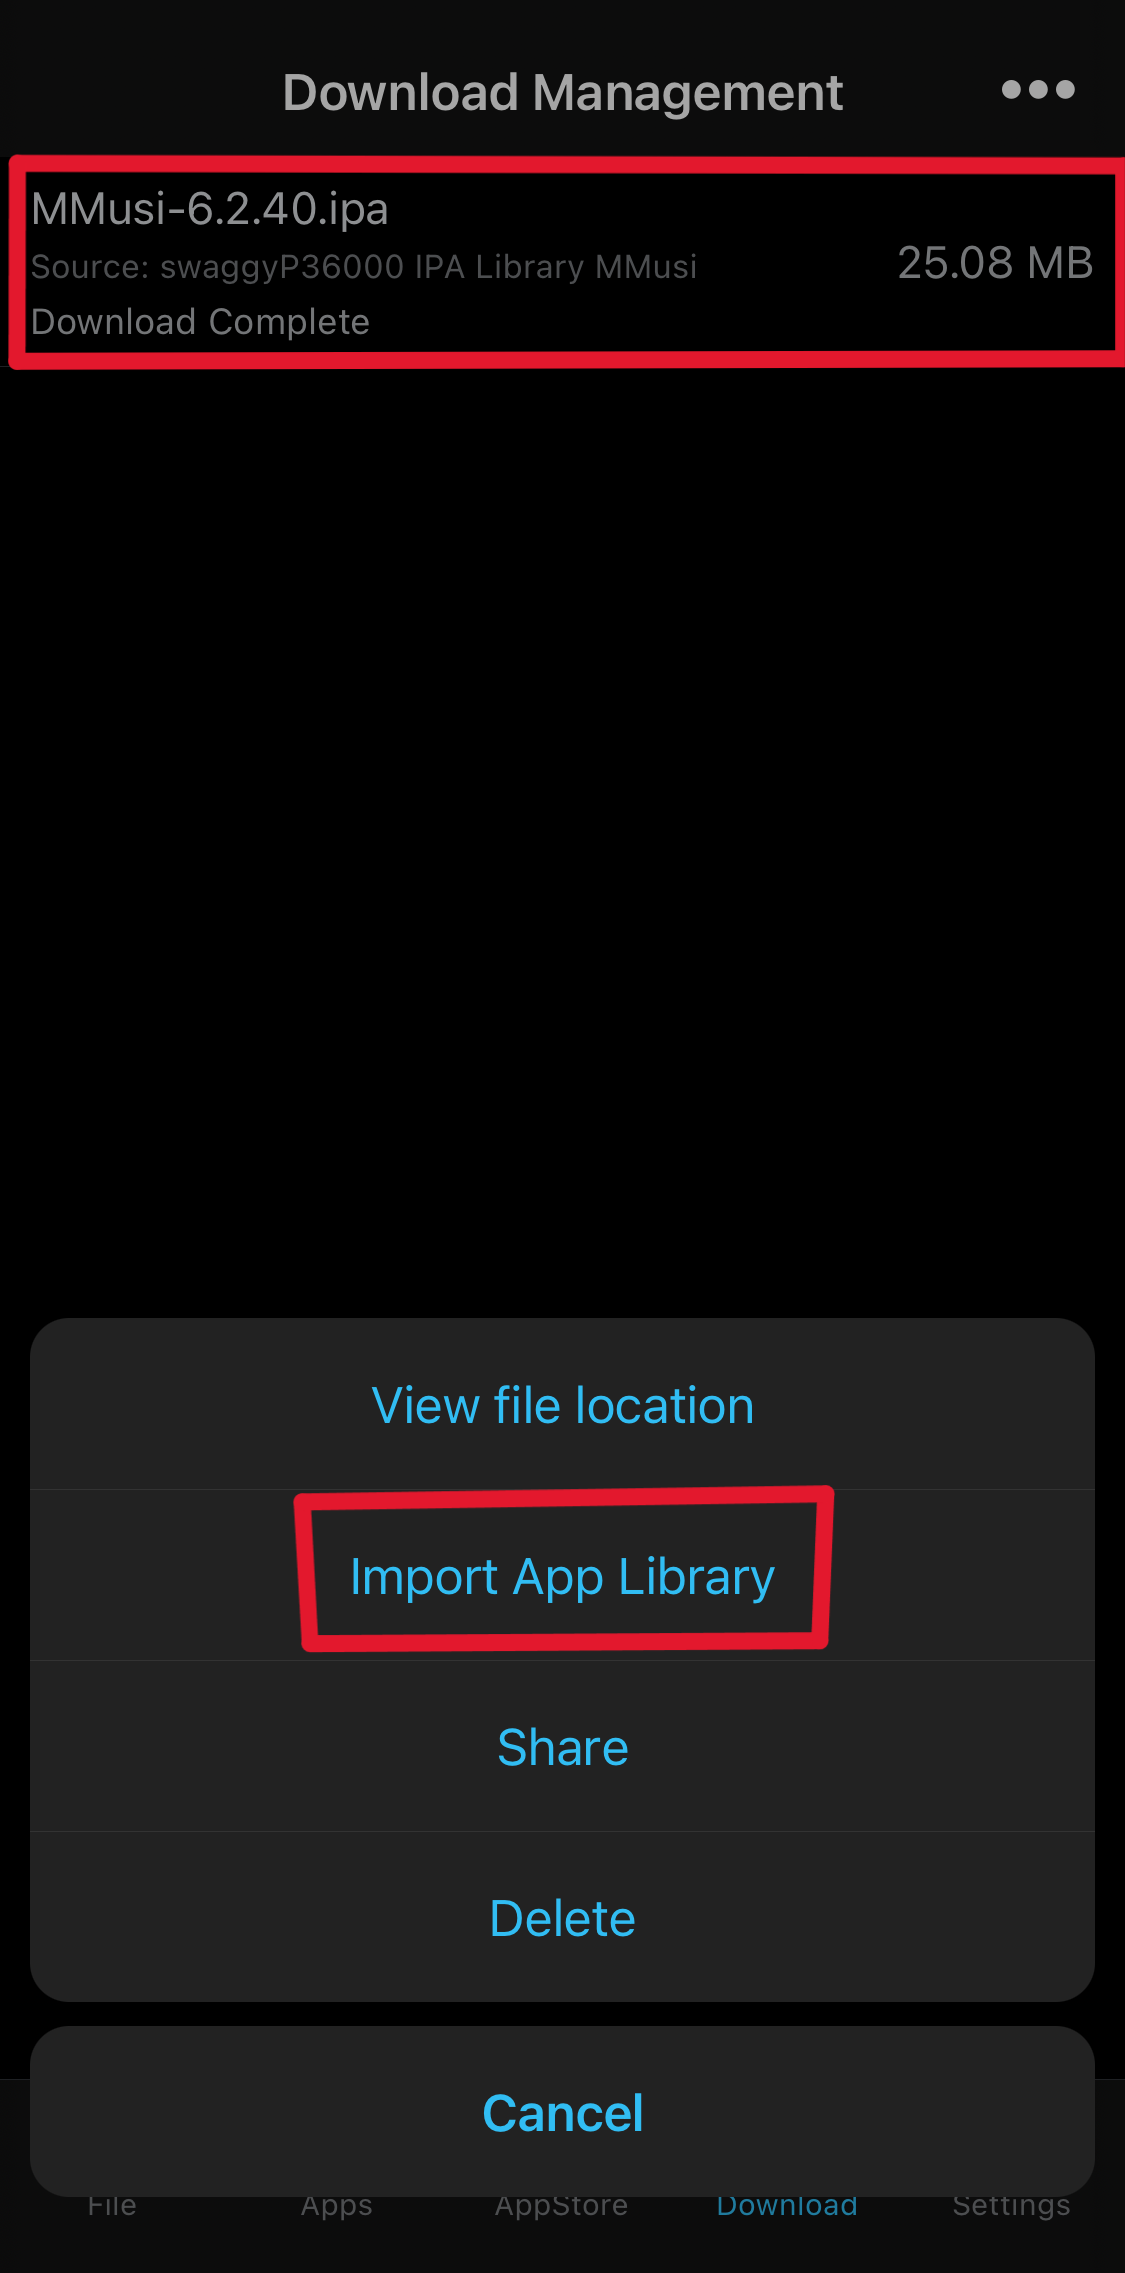 Download Management
MMusi-6.2.40.ipa
Source: swaggyP36000 IPA Library MMusi
25.08 MB
Download Complete
View file location
Import App Library
Share
Delete
Cancel
File
Apps
AppStore
Download
Settings